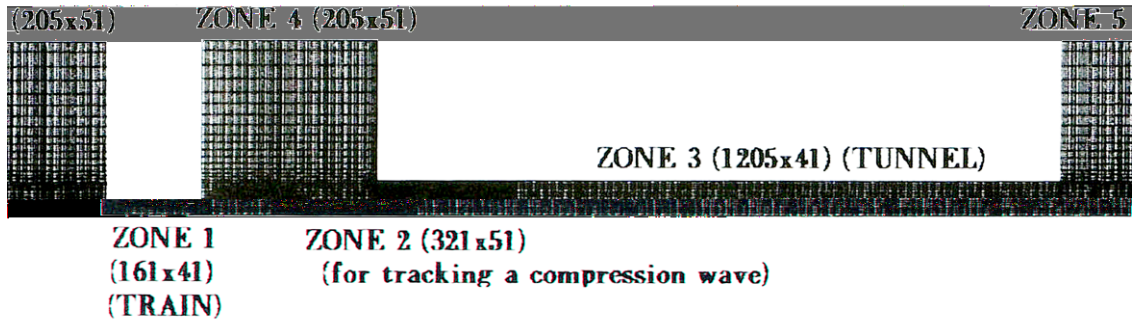 (205x51)
ZONE 4 (205x51)
ZONE 5
ZONE 3 (1205x41) (TUNNEL)
ZONE 1
(161x41)
(TRAIN)
ZONE 2 (321x51)
(for tracking a compression wave)